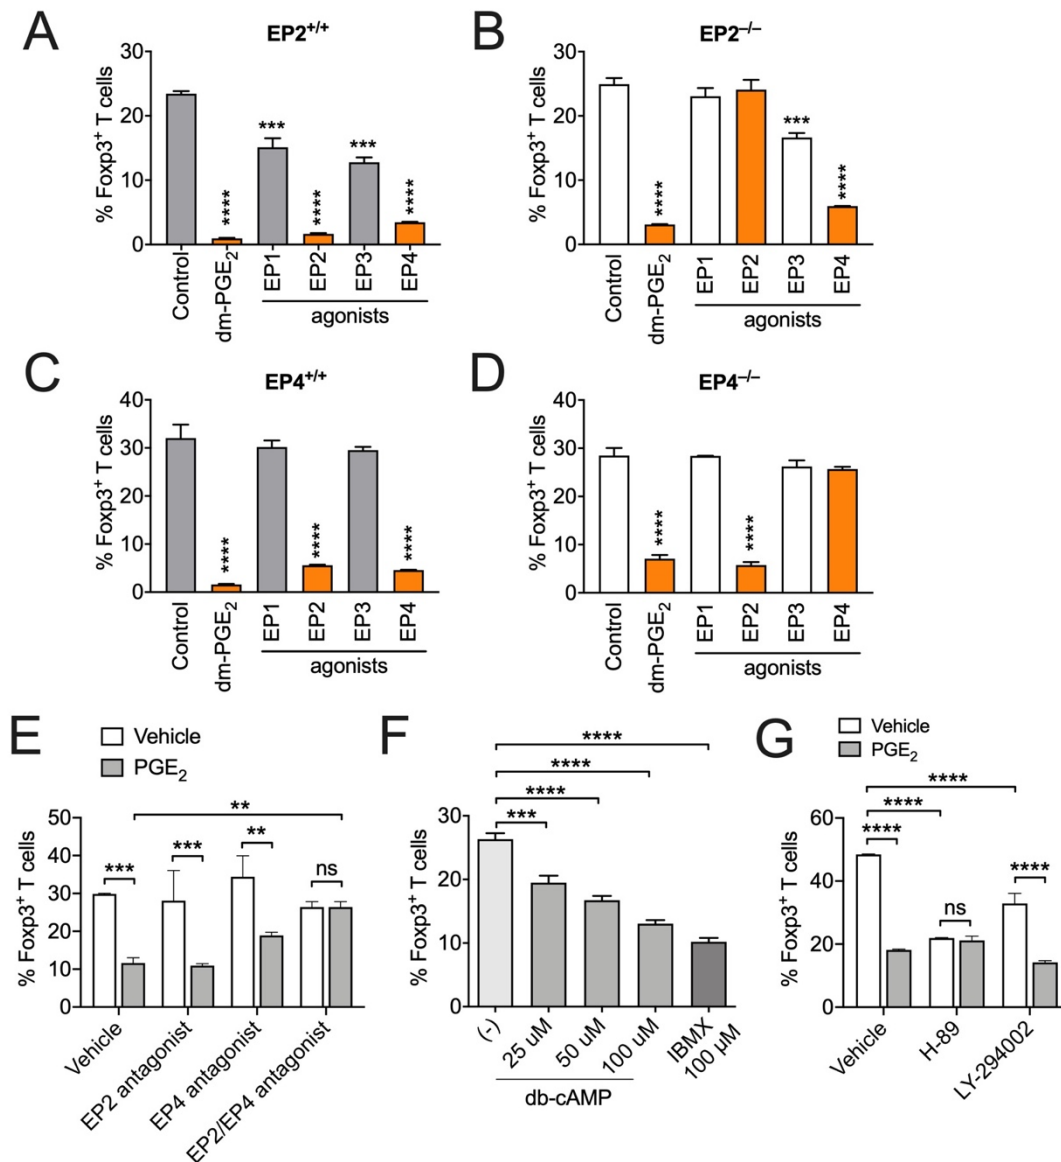 A
EP2+/+
% Foxp3+ T cells
30
20
10
0
***
***
****
****
****
Control
dm-PGE2
EP1
EP2
EP3
EP4
agonists
B
EP2–/–
% Foxp3+ T cells
30
20
10
0
***
****
****
Control
dm-PGE2
EP1
EP2
EP3
EP4
agonists
C
EP4+/+
% Foxp3+ T cells
40
30
20
10
0
****
****
****
Control
dm-PGE2
EP1
EP2
EP3
EP4
agonists
D
EP4–/–
% Foxp3+ T cells
40
30
20
10
0
****
****
Control
dm-PGE2
EP1
EP2
EP3
EP4
agonists
E
Vehicle
PGE2
% Foxp3+ T cells
50
40
30
20
10
0
**
***
***
**
ns
Vehicle
EP2 antagonist
EP4 antagonist
EP2/EP4 antagonist
F
% Foxp3+ T cells
30
20
10
0
****
****
****
***
(-)
25 uM
50 uM
100 uM
IBMX
100 µM
db-cAMP
G
Vehicle
PGE2
% Foxp3+ T cells
60
40
20
0
****
****
****
ns
****
Vehicle
H-89
LY-294002